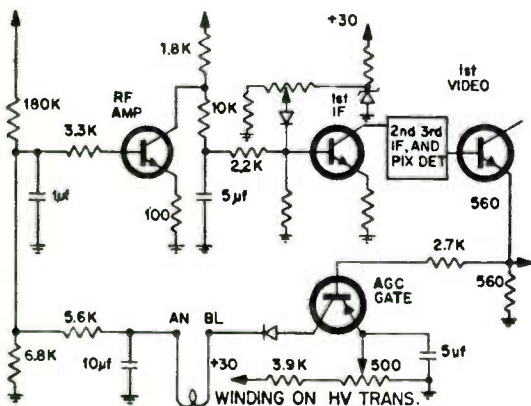 +30
1.8K
1st
VIDEO
RF
AMP
180K
10K
1st
IF
2nd 3rd
IF, AND
PIX DET
3.3K
2.2K
1µf
100
5µf
560
2.7K
AGC
GATE
560
5.6K
AN BL
6.8K
10µf
+30
3.9K
500
5uf
WINDING ON HV TRANS.